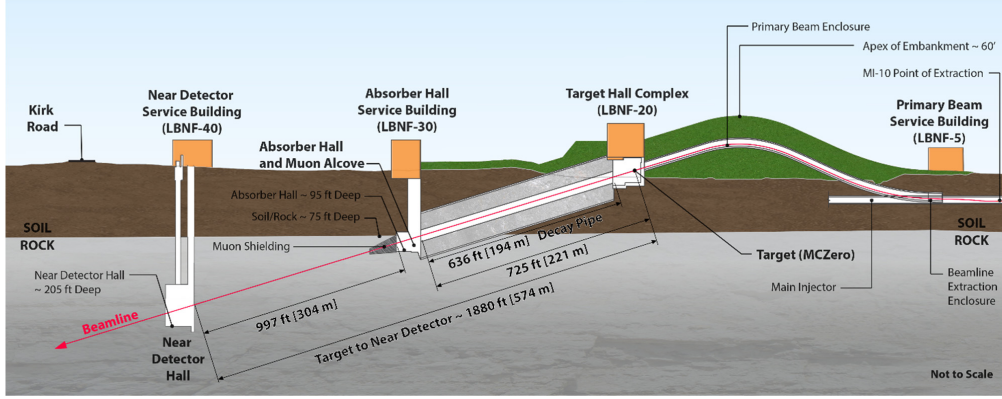 Primary Beam Enclosure
Apex of Embankment ~ 60'
MI-10 Point of Extraction
Kirk
Road
Near Detector
Service Building
(LBNF-40)
Absorber Hall
Service Building
(LBNF-30)
Target Hall Complex
(LBNF-20)
Primary Beam
Service Building
(LBNF-5)
Absorber Hall
and Muon Alcove
Absorber Hall ~ 95 ft Deep
Soil/Rock ~ 75 ft Deep
Muon Shielding
SOIL
ROCK
SOIL
ROCK
636 ft [194 m] Decay Pipe
725 ft [221 m]
Target (MCZero)
Main Injector
Beamline
Extraction
Enclosure
Near Detector Hall
~ 205 ft Deep
Beamline
997 ft [304 m]
Target to Near Detector ~ 1880 ft [574 m]
Near
Detector
Hall
Not to Scale